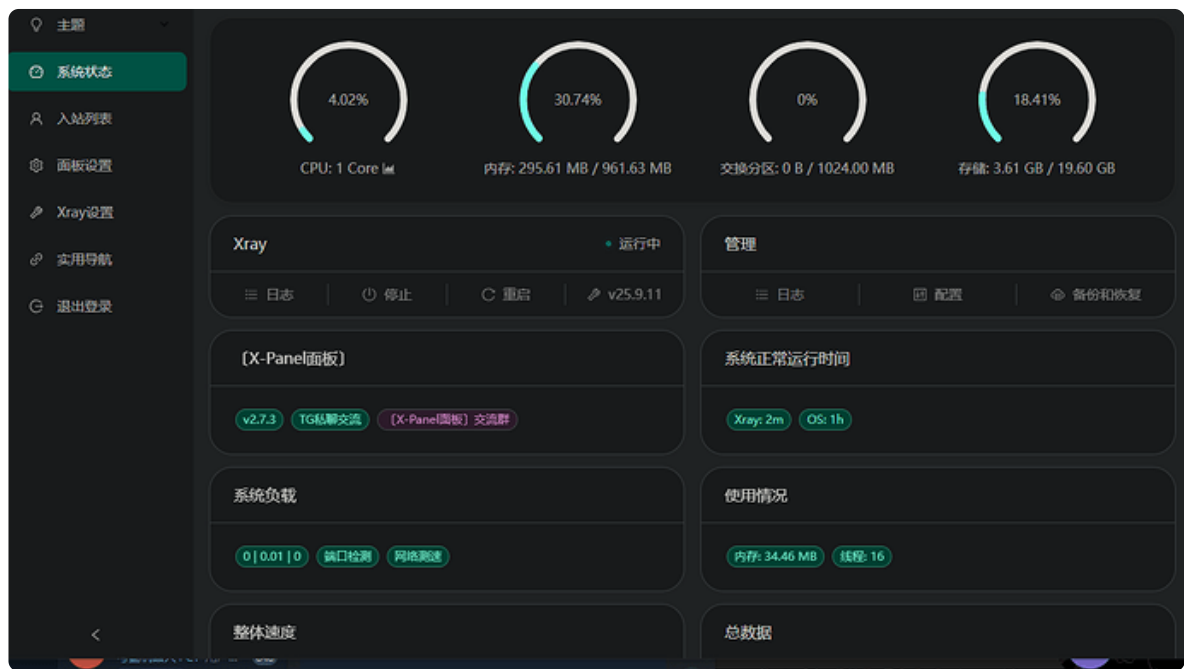 主题
系统状态
入站列表
面板设置
Xray设置
实用导航
退出登录
4.02%
30.74%
0%
18.41%
CPU: 1 Core
内存: 295.61 MB / 961.63 MB
交换分区: 0 B / 1024.00 MB
存储: 3.61 GB / 19.60 GB
Xray
运行中
日志
停止
重启
v25.9.11
管理
日志
配置
备份和恢复
〔X-Panel面板〕
v2.7.3
TG私聊交流
〔X-Panel面板〕交流群
系统正常运行时间
Xray: 2m
OS: 1h
系统负载
0 | 0.01 | 0
端口检测
网络测速
使用情况
内存: 34.46 MB
线程: 16
整体速度
总数据